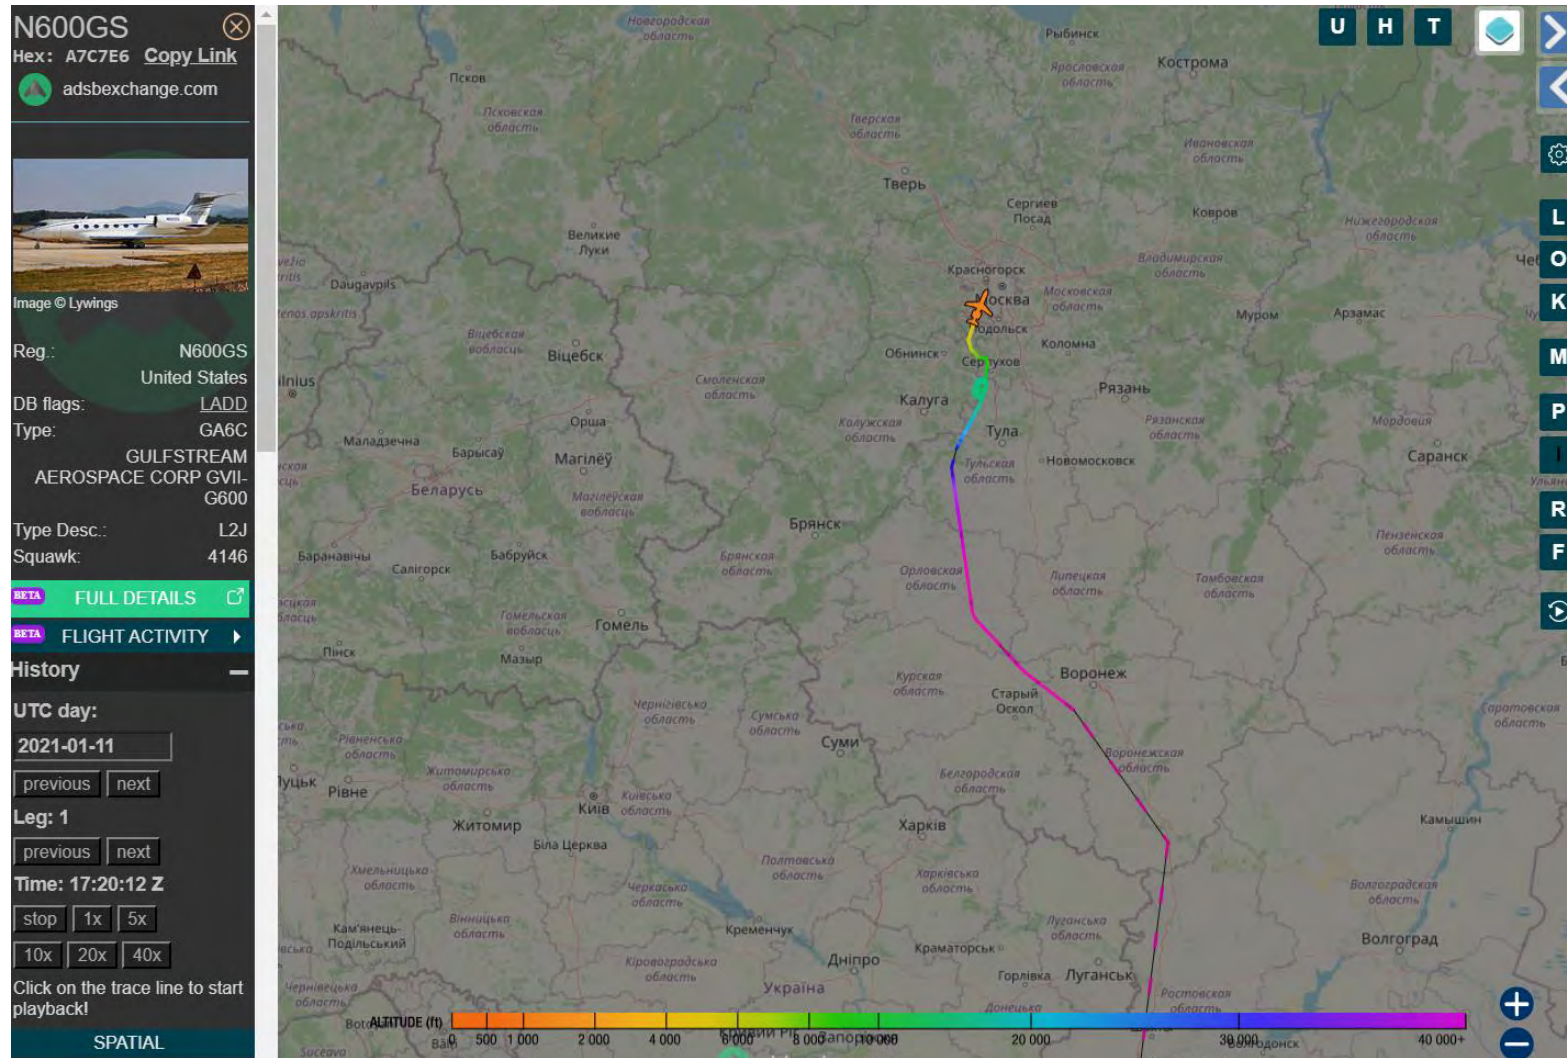 N600GS
Hex: A7C7E6 Copy Link
adsbexchange.com
Image © Lywings
Reg.: N600GS
United States
DB flags: LADD
Type: GA6C
GULFSTREAM
AEROSPACE CORP GVII-
G600
Type Desc.: L2J
Squawk: 4146
BETA FULL DETAILS
BETA FLIGHT ACTIVITY
History
UTC day:
2021-01-11
previous next
Leg: 1
previous next
Time: 17:20:12 Z
stop 1x 5x
10x 20x 40x
Click on the trace line to start
playback!
SPATIAL
U H T
L
O
K
M
P
I
R
F
Новгородская
область
Рыбинск
Кострома
Ярославская
область
Псков
Псковская
область
Тверская
область
Ивановская
область
Тверь
Сергиев
Посад
Ковров
Нижегородская
область
Великие
Луки
Владимирская
область
Красногорск
Daugavpils
Москва
Московская
область
Муром
Арзамас
Подольск
Віцебская
вобласць
Віцебск
Обнинск
Серпухов
Коломна
Смоленская
область
Калуга
Рязань
Калужская
область
Тула
Рязанская
область
Мордовия
Орша
Маладзечна
Барысаў
Магілёў
Тульская
область
Новомосковск
Саранск
Беларусь
Магілёўская
вобласць
Брянск
Пензенская
область
Баранавічы
Бабруйск
Салігорск
Брянская
область
Орловская
область
Липецкая
область
Тамбовская
область
Гомельская
вобласць
Гомель
Пінск
Мазыр
Воронеж
Курская
область
Старый
Оскол
Чернігівська
область
Сумська
область
Саратовская
область
Суми
Рівненська
область
Воронежская
область
Житомирська
область
Белгородская
область
Луцьк
Рівне
Київ
Київська
область
Житомир
Харків
Камышин
Біла Церква
Полтавська
область
Хмельницька
область
Черкаська
область
Харківська
область
Волгоградская
область
Вінницька
область
Кам'янець-
Подільський
Кременчук
Луганська
область
Краматорськ
Волгоград
Кіровоградська
область
Дніпро
Горлівка
Луганськ
Чернівецька
область
Україна
Ростовская
область
Донецька
ALTITUDE (ft)
0 500 1 000 2 000 4 000 6 000 8 000 10 000 20 000 30 000 40 000+
Кривий Ріг
Волгодонск
Suceava